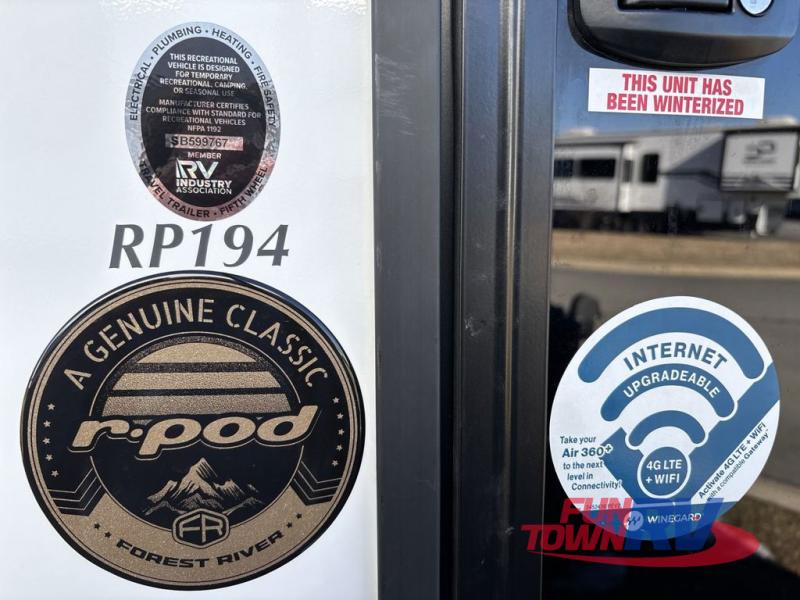 ELECTRICAL • PLUMBING • HEATING • FIRE SAFETY
THIS RECREATIONAL
VEHICLE IS DESIGNED
FOR TEMPORARY
RECREATIONAL, CAMPING,
OR SEASONAL USE
MANUFACTURER CERTIFIES
COMPLIANCE WITH STANDARD FOR
RECREATIONAL VEHICLES
NFPA 1192
SB599767
MEMBER
RV
INDUSTRY
ASSOCIATION
TRAVEL TRAILER • FIFTH WHEEL
RP194
A GENUINE CLASSIC
r•pod
FR
FOREST RIVER
THIS UNIT HAS
BEEN WINTERIZED
INTERNET
UPGRADEABLE
4G LTE
+ WIFI
Take your
Air 360+
to the next
level in
Connectivity!
Activate 4G LTE + WiFi
with a compatible Gateway
WINEGARD
FUN
TOWN RV